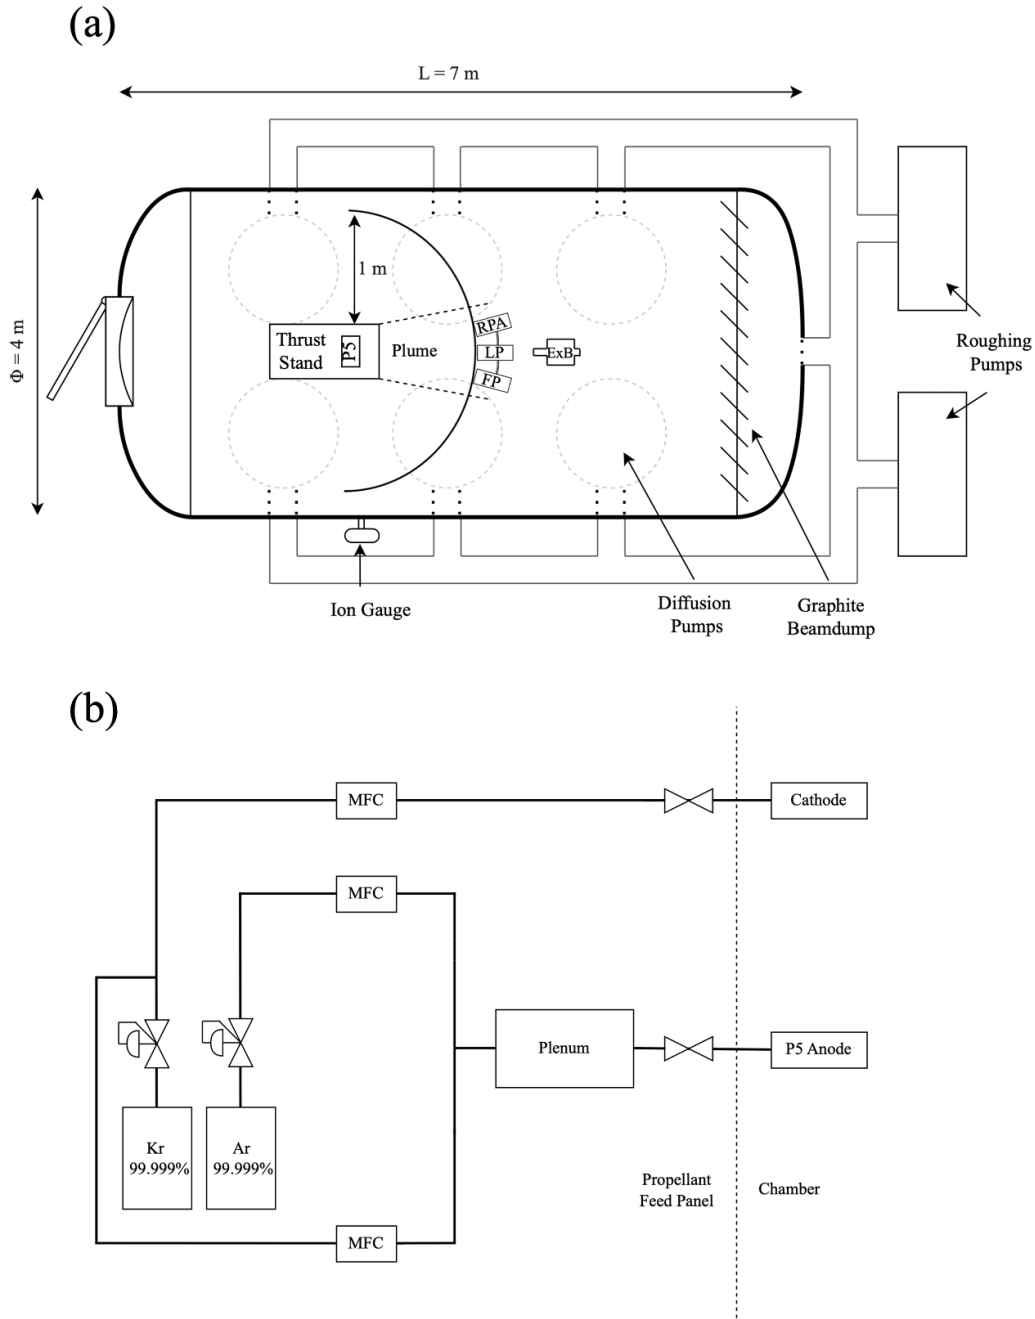 (a)
L = 7 m
Φ = 4 m
1 m
Thrust
Stand
P5
Plume
RPA
LP
FP
ExB
Roughing
Pumps
Ion Gauge
Diffusion
Pumps
Graphite
Beamdump
(b)
MFC
Cathode
MFC
Plenum
P5 Anode
Kr
99.999%
Ar
99.999%
Propellant
Feed Panel
Chamber
MFC